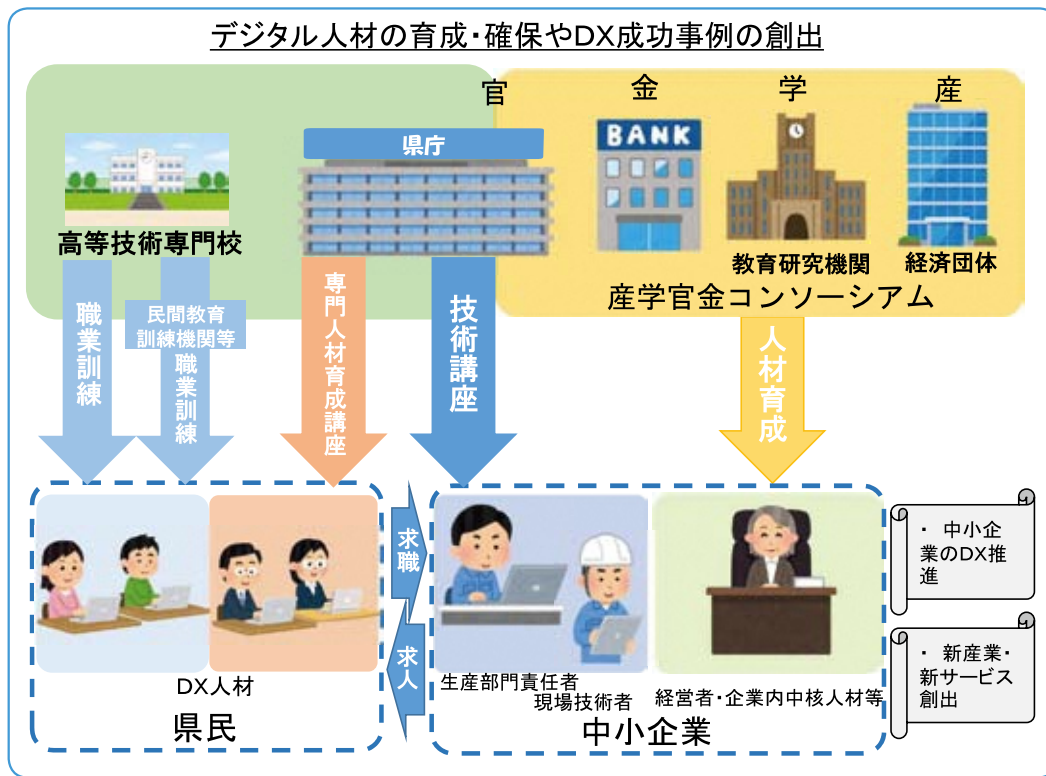 デジタル人材の育成・確保やDX成功事例の創出
官
金
学
産
県庁
BANK
高等技術専門校
教育研究機関
経済団体
産学官金コンソーシアム
職業訓練
民間教育
訓練機関等
職業訓練
専門人材育成講座
技術講座
人材育成
求職
求人
DX人材
県民
生産部門責任者
現場技術者
経営者・企業内中核人材等
中小企業
・ 中小企
業のDX推
進
・ 新産業・
新サービス
創出